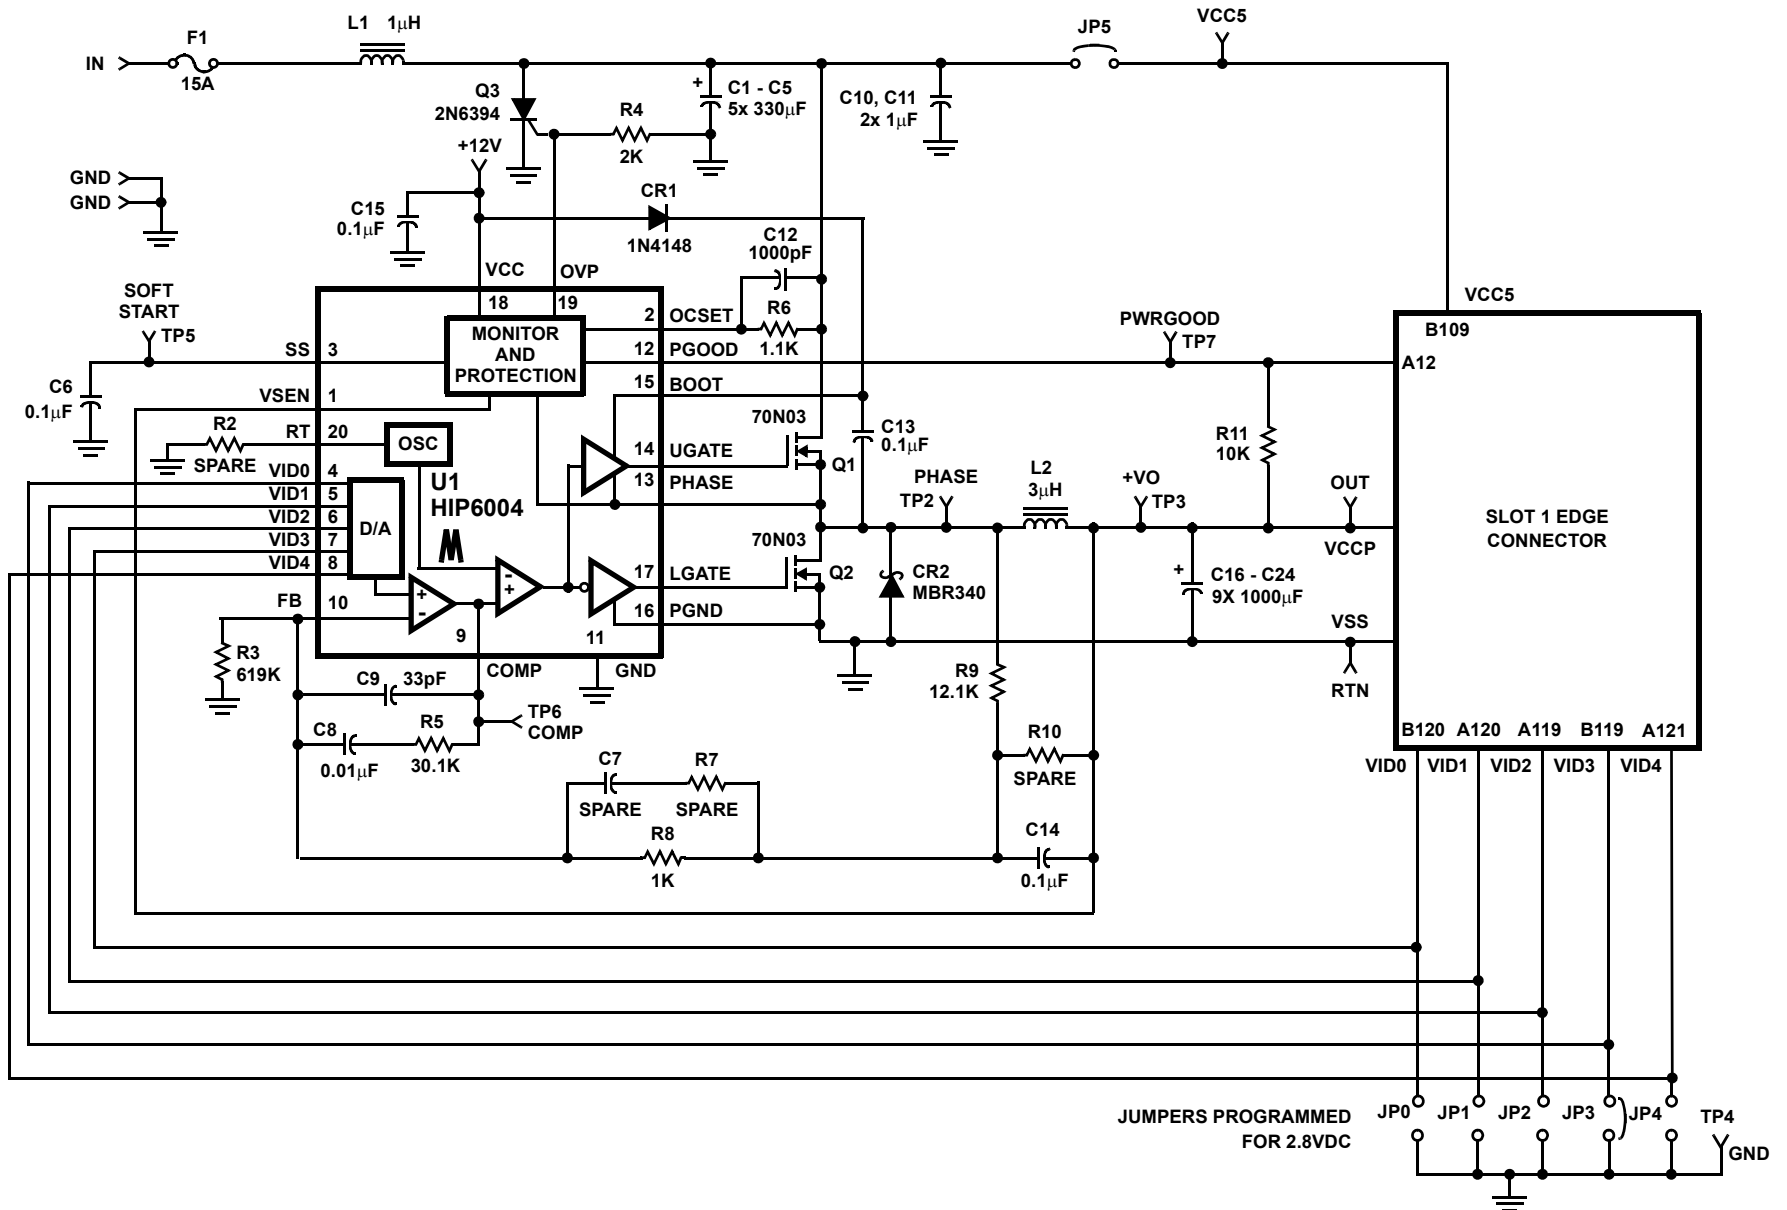 L1 1μH
F1
IN
15A
JP5
VCC5
Q3
2N6394
R4
2K
+
C1 - C5
5x 330μF
C10, C11
2x 1μF
+12V
GND
GND
C15
0.1μF
CR1
1N4148
C12
1000pF
VCC
OVP
SOFT
START
TP5
18
19
2
OCSET
R6
1.1K
MONITOR
AND
PROTECTION
SS
3
12
PGOOD
PWRGOOD
TP7
VCC5
B109
A12
C6
0.1μF
VSEN
1
15
BOOT
R2
SPARE
RT
20
OSC
14
UGATE
70N03
Q1
C13
0.1μF
R11
10K
13
PHASE
U1
HIP6004
VID0
4
VID1
5
VID2
6
VID3
7
VID4
8
D/A
PHASE
TP2
L2
3μH
+VO
TP3
OUT
VCCP
SLOT 1 EDGE
CONNECTOR
70N03
Q2
17
LGATE
CR2
MBR340
+
C16 - C24
9X 1000μF
FB
10
+
-
-
+
9
11
16
PGND
VSS
RTN
R3
619K
COMP
GND
C9
33pF
TP6
COMP
R9
12.1K
C8
0.01μF
R5
30.1K
R10
SPARE
C7
SPARE
R7
SPARE
R8
1K
C14
0.1μF
B120 A120 A119 B119 A121
VID0 VID1 VID2 VID3 VID4
JUMPERS PROGRAMMED
FOR 2.8VDC
JP0 JP1 JP2 JP3 JP4
TP4
GND